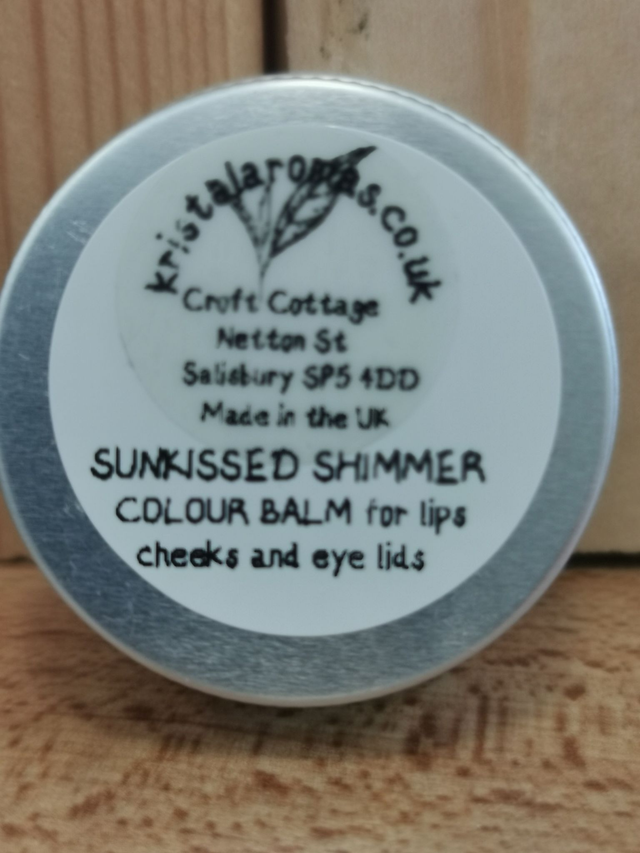 kristalaromas.co.uk
Croft Cottage
Netton St
Salisbury SP5 4DD
Made in the UK
SUNKISSED SHIMMER
COLOUR BALM for lips
cheeks and eye lids